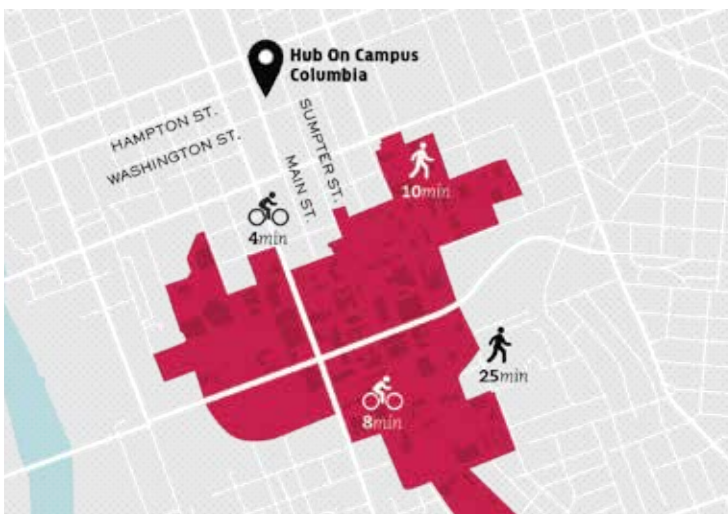 Hub On Campus
Columbia
HAMPTON ST.
WASHINGTON ST.
SUMPTER ST.
MAIN ST.
10min
4min
25min
8min